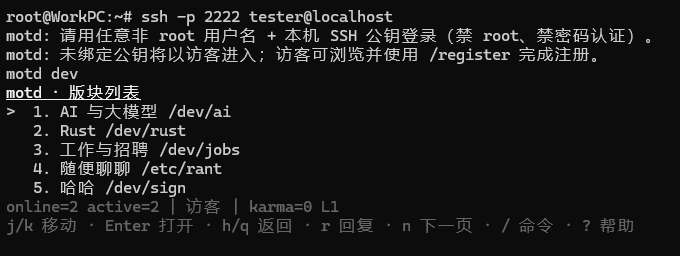 root@WorkPC:~# ssh -p 2222 tester@localhost
motd: 请用任意非 root 用户名 + 本机 SSH 公钥登录（禁 root、禁密码认证）。
motd: 未绑定公钥将以访客进入；访客可浏览并使用 /register 完成注册。
motd dev
motd · 版块列表
>  1. AI 与大模型 /dev/ai
   2. Rust /dev/rust
   3. 工作与招聘 /dev/jobs
   4. 随便聊聊 /etc/rant
   5. 哈哈 /dev/sign
online=2 active=2 | 访客 | karma=0 L1
j/k 移动 · Enter 打开 · h/q 返回 · r 回复 · n 下一页 · / 命令 · ? 帮助